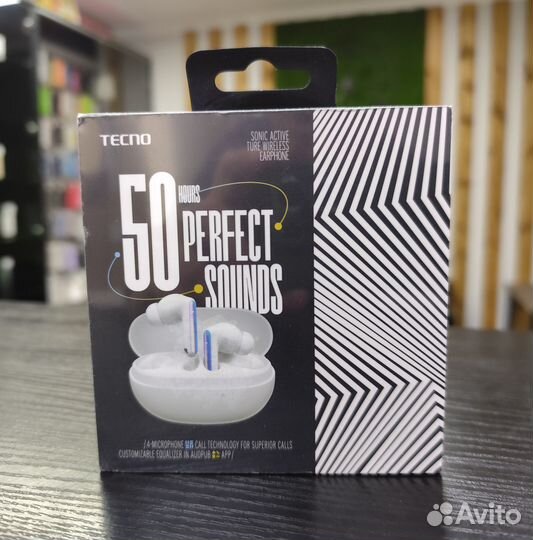 TECNO
SONIC ACTIVE
TURE WIRELESS
EARPHONE
50 HOURS
PERFECT
SOUNDS
/4-MICROPHONE CALL TECHNOLOGY FOR SUPERIOR CALLS
CUSTOMIZABLE EQUALIZER IN AUDPUB APP/
Avito